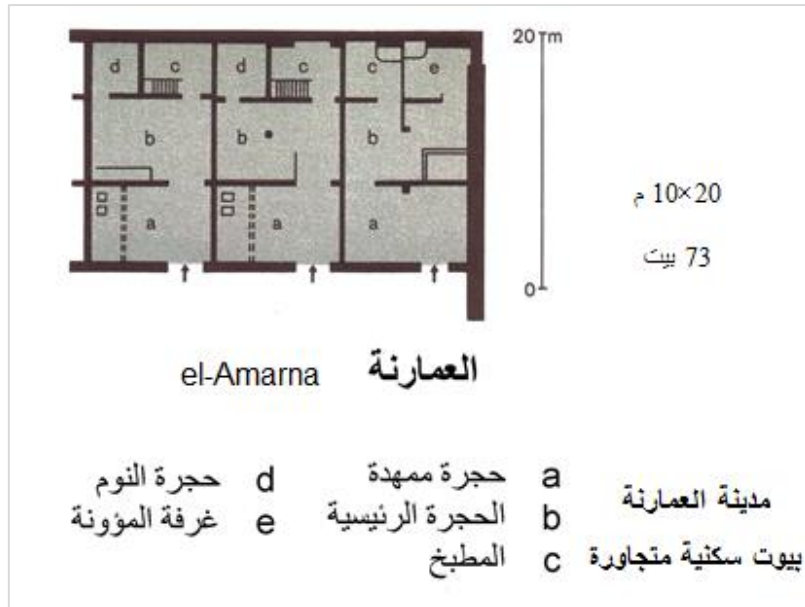 d c d c c e
b b b
a a a
20 m
0
10×20 م
73 بيت
العمارنة el-Amarna
مدينة العمارنة
بيوت سكنية متجاورة
a حجرة ممهدة
b الحجرة الرئيسية
c المطبخ
d حجرة النوم
e غرفة المؤونة